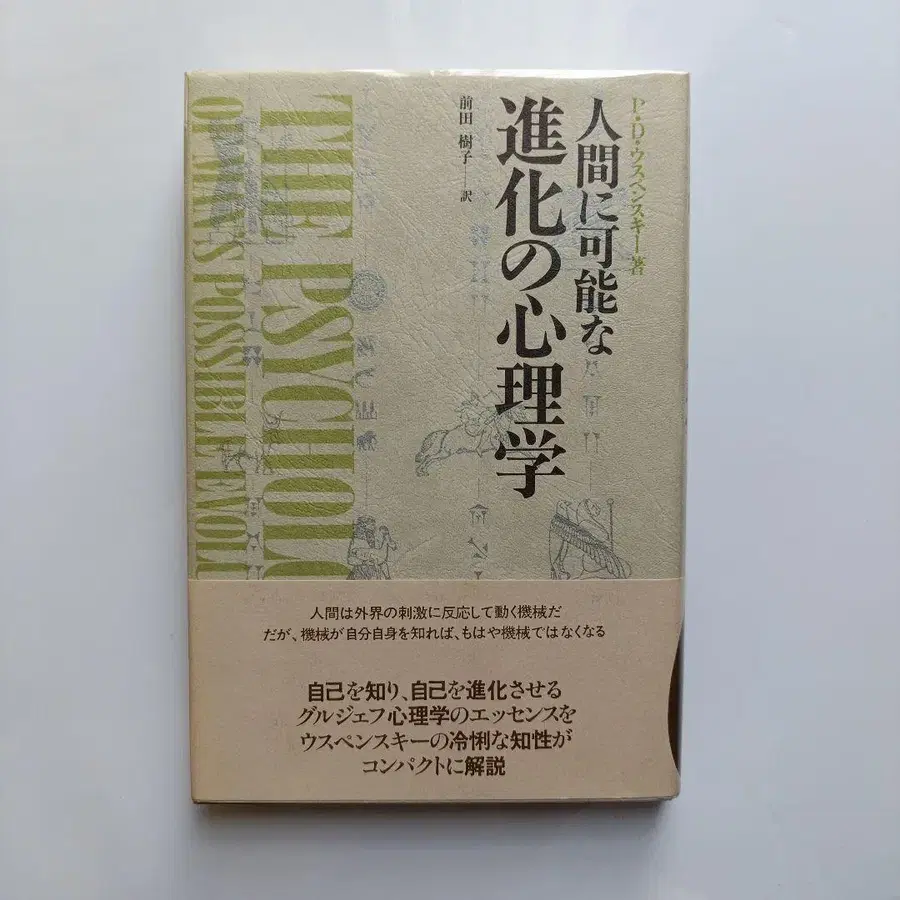 P・D・ウスペンスキー著
人間に可能な
進化の心理学
前田 樹子──訳
THE PSYCHOLO
OF MAN'S POSSIBLE EVOLU
人間は外界の刺激に反応して動く機械だ
だが、機械が自分自身を知れば、もはや機械ではなくなる
自己を知り、自己を進化させる
グルジェフ心理学のエッセンスを
ウスペンスキーの冷悧な知性が
コンパクトに解説